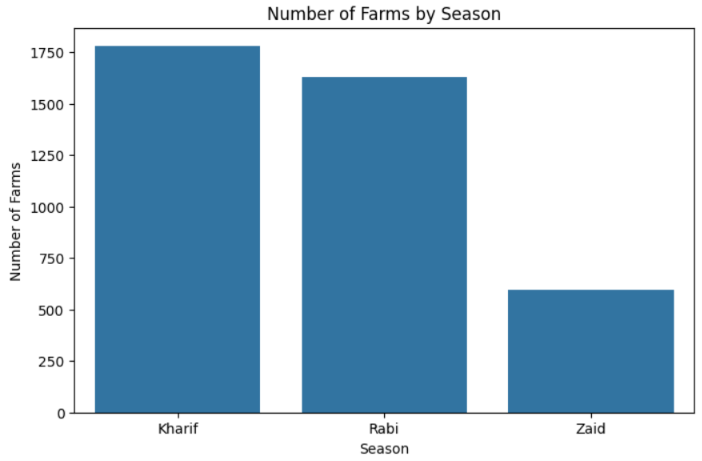 Number of Farms by Season
Number of Farms
1750
1500
1250
1000
750
500
250
0
Kharif Rabi Zaid
Season